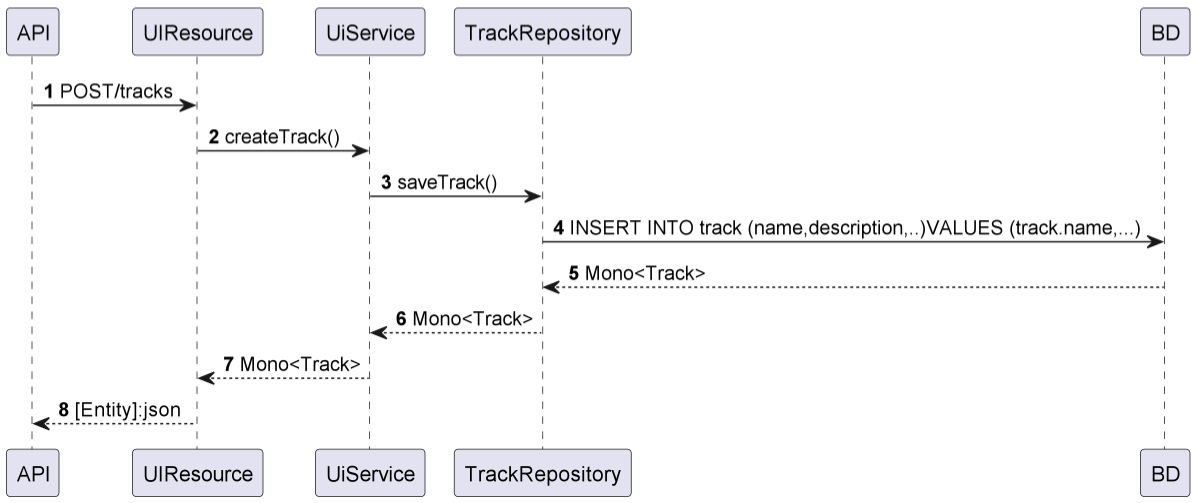 API UIResource UiService TrackRepository BD
1 POST/tracks
2 createTrack()
3 saveTrack()
4 INSERT INTO track (name,description,..)VALUES (track.name,...)
5 Mono<Track>
6 Mono<Track>
7 Mono<Track>
8 [Entity]:json
API UIResource UiService TrackRepository BD